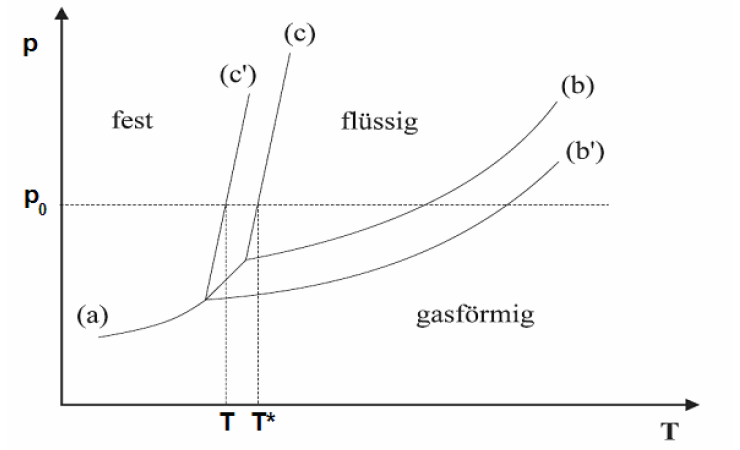 p
(c)
(c')
(b)
fest
flüssig
(b')
p0
(a)
gasförmig
T T*
T